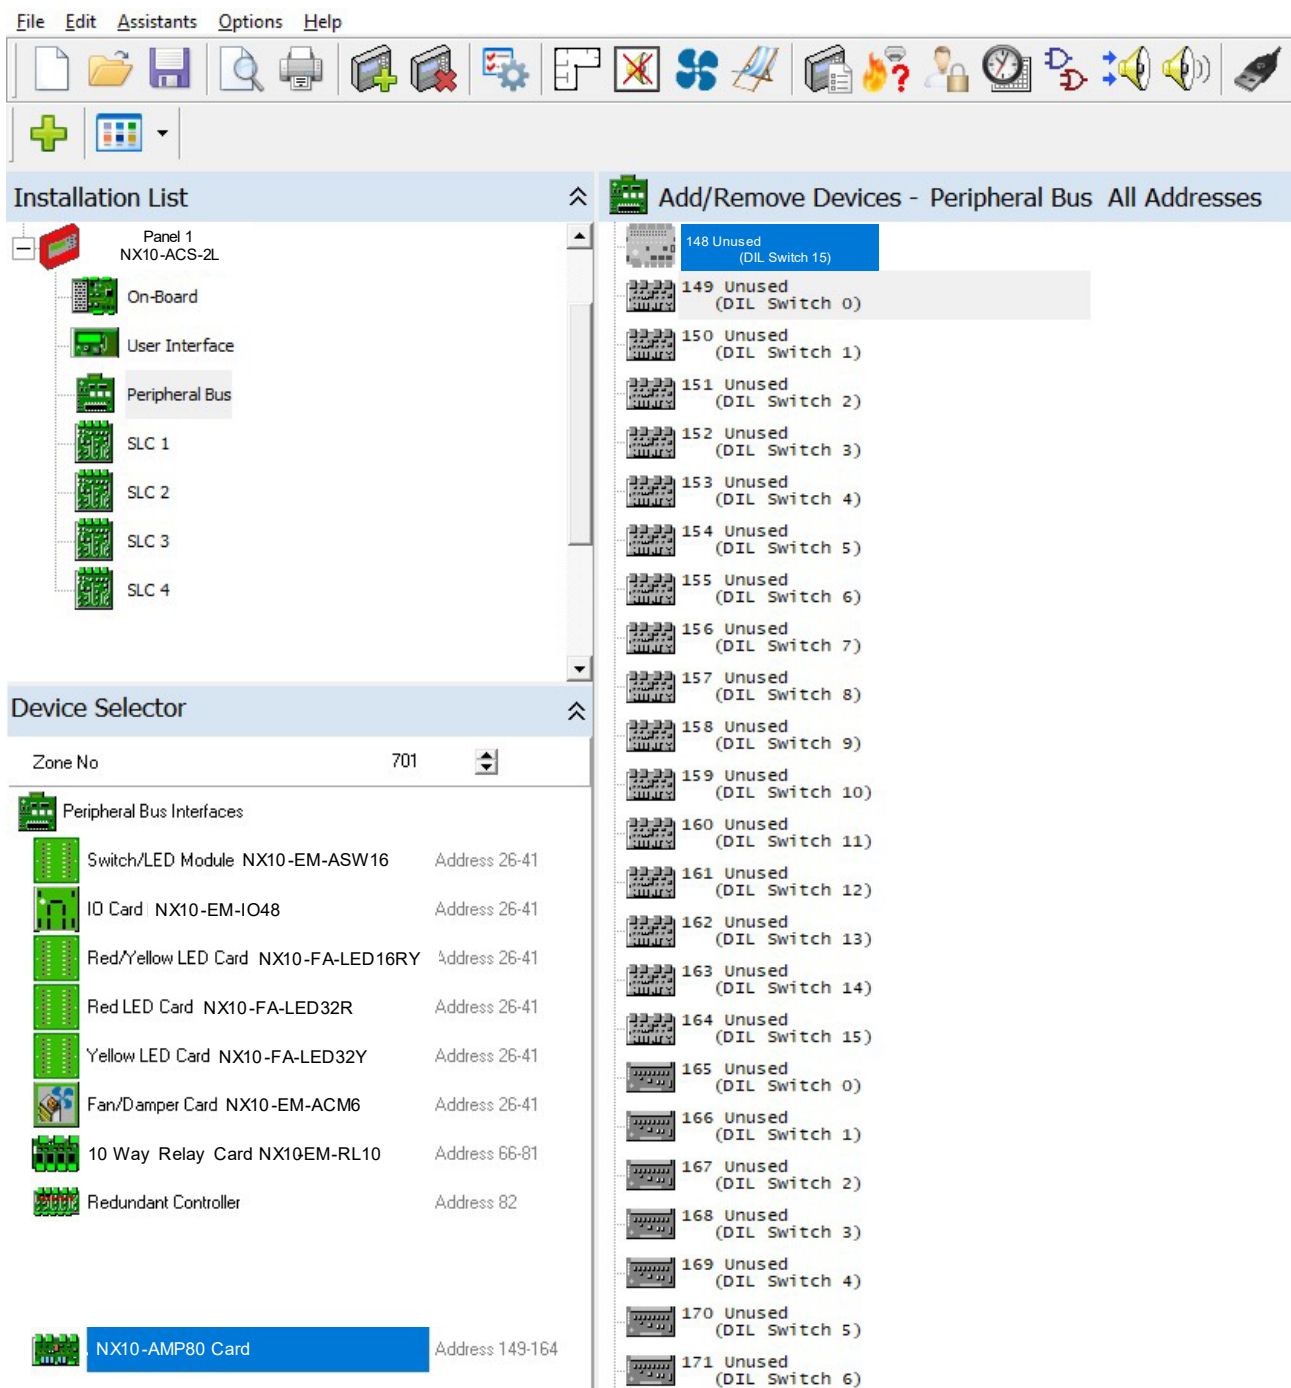 File Edit Assistants Options Help
Installation List
Panel 1
NX10-ACS-2L
On-Board
User Interface
Peripheral Bus
SLC 1
SLC 2
SLC 3
SLC 4
Device Selector
Zone No 701
Peripheral Bus Interfaces
Switch/LED Module NX10-EM-ASW16 Address 26-41
IO Card NX10-EM-IO48 Address 26-41
Red/Yellow LED Card NX10-FA-LED16RY Address 26-41
Red LED Card NX10-FA-LED32R Address 26-41
Yellow LED Card NX10-FA-LED32Y Address 26-41
Fan/Damper Card NX10-EM-ACM6 Address 26-41
10 Way Relay Card NX10-EM-RL10 Address 66-81
Redundant Controller Address 82
NX10-AMP80 Card Address 149-164
Add/Remove Devices - Peripheral Bus All Addresses
148 Unused
(DIL Switch 15)
149 Unused
(DIL Switch 0)
150 Unused
(DIL Switch 1)
151 Unused
(DIL Switch 2)
152 Unused
(DIL Switch 3)
153 Unused
(DIL Switch 4)
154 Unused
(DIL Switch 5)
155 Unused
(DIL Switch 6)
156 Unused
(DIL Switch 7)
157 Unused
(DIL Switch 8)
158 Unused
(DIL Switch 9)
159 Unused
(DIL Switch 10)
160 Unused
(DIL Switch 11)
161 Unused
(DIL Switch 12)
162 Unused
(DIL Switch 13)
163 Unused
(DIL Switch 14)
164 Unused
(DIL Switch 15)
165 Unused
(DIL Switch 0)
166 Unused
(DIL Switch 1)
167 Unused
(DIL Switch 2)
168 Unused
(DIL Switch 3)
169 Unused
(DIL Switch 4)
170 Unused
(DIL Switch 5)
171 Unused
(DIL Switch 6)